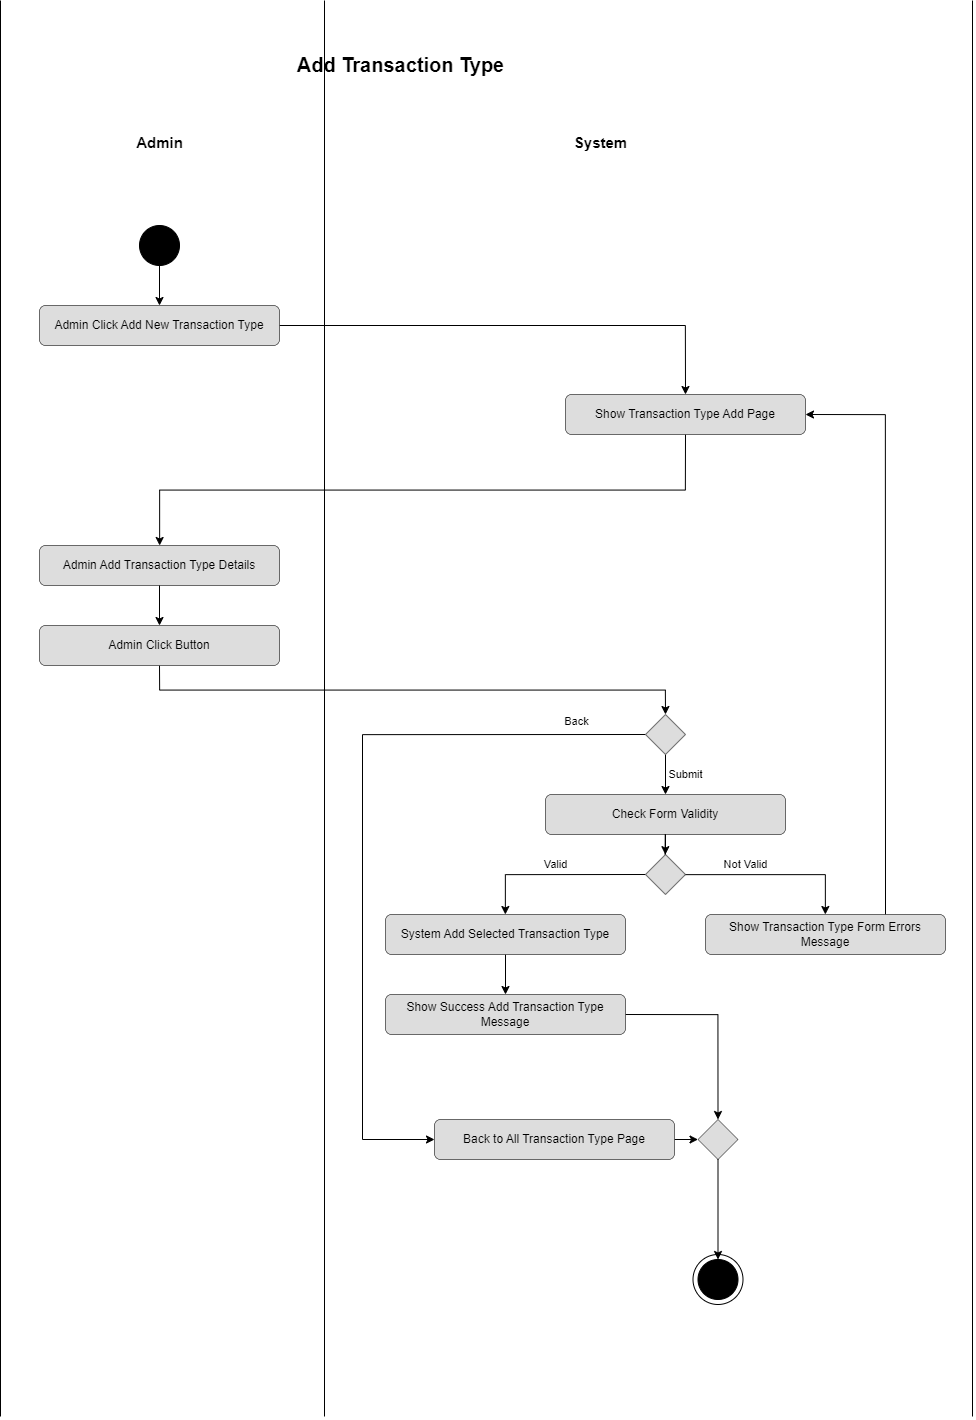 Add Transaction Type
Admin
System
Admin Click Add New Transaction Type
Show Transaction Type Add Page
Admin Add Transaction Type Details
Admin Click Button
Back
Submit
Check Form Validity
Valid
Not Valid
System Add Selected Transaction Type
Show Transaction Type Form Errors
Message
Show Success Add Transaction Type
Message
Back to All Transaction Type Page